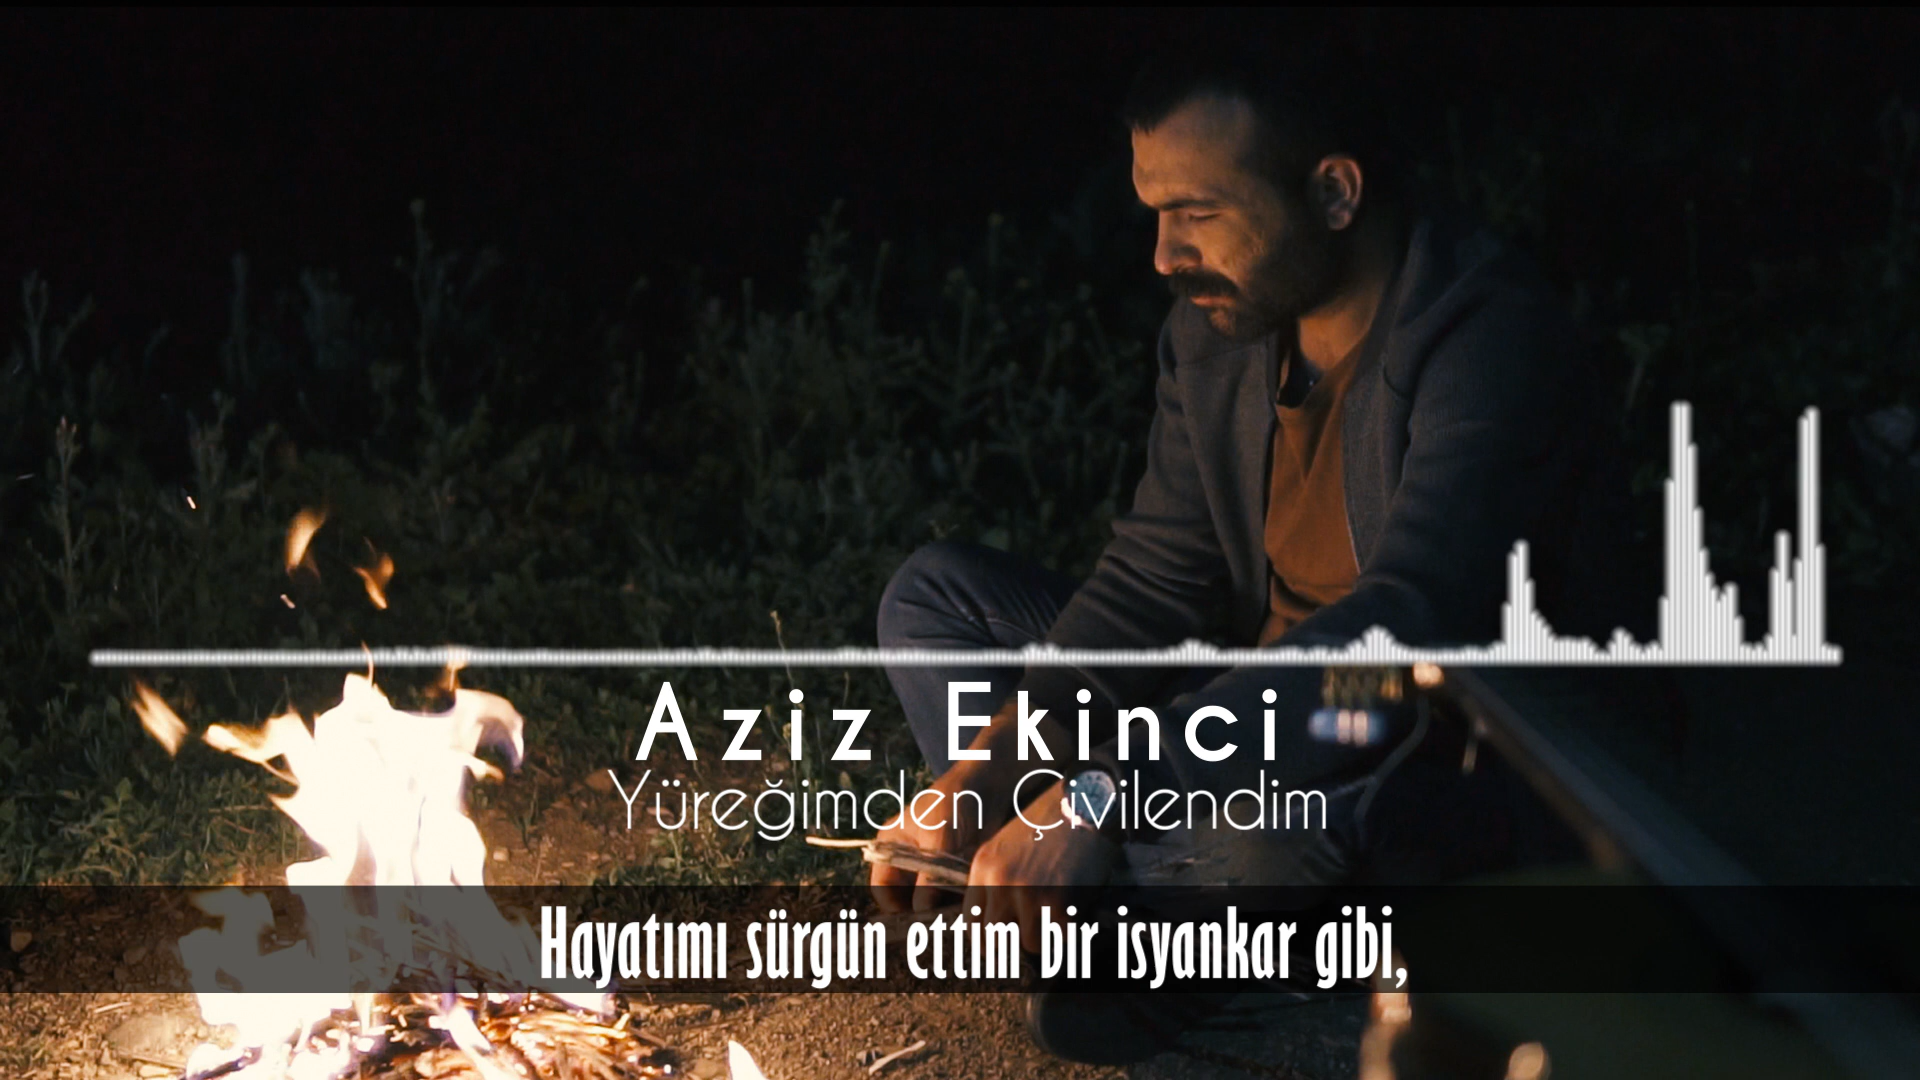 Aziz Ekinci
Yüreğimden Çivilendim
Hayatımı sürgün ettim bir isyankar gibi,